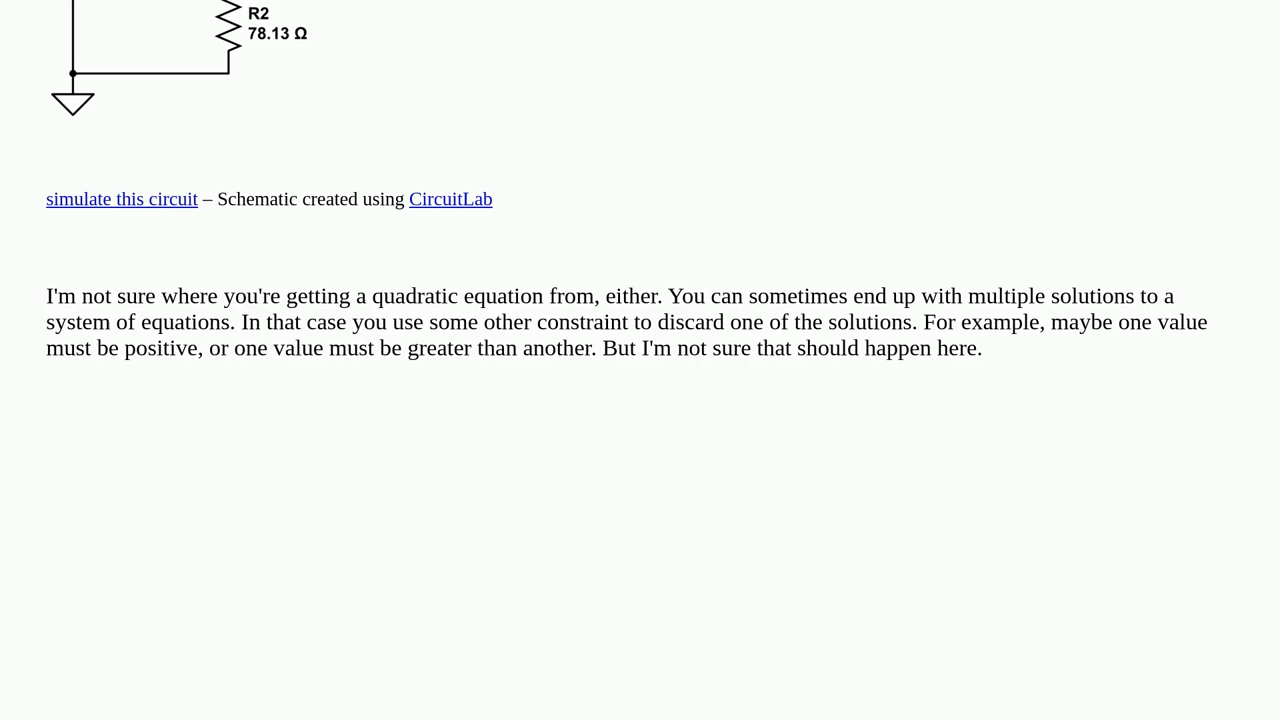 R2
78.13 Ω
simulate this circuit – Schematic created using CircuitLab
I'm not sure where you're getting a quadratic equation from, either. You can sometimes end up with multiple solutions to a
system of equations. In that case you use some other constraint to discard one of the solutions. For example, maybe one value
must be positive, or one value must be greater than another. But I'm not sure that should happen here.